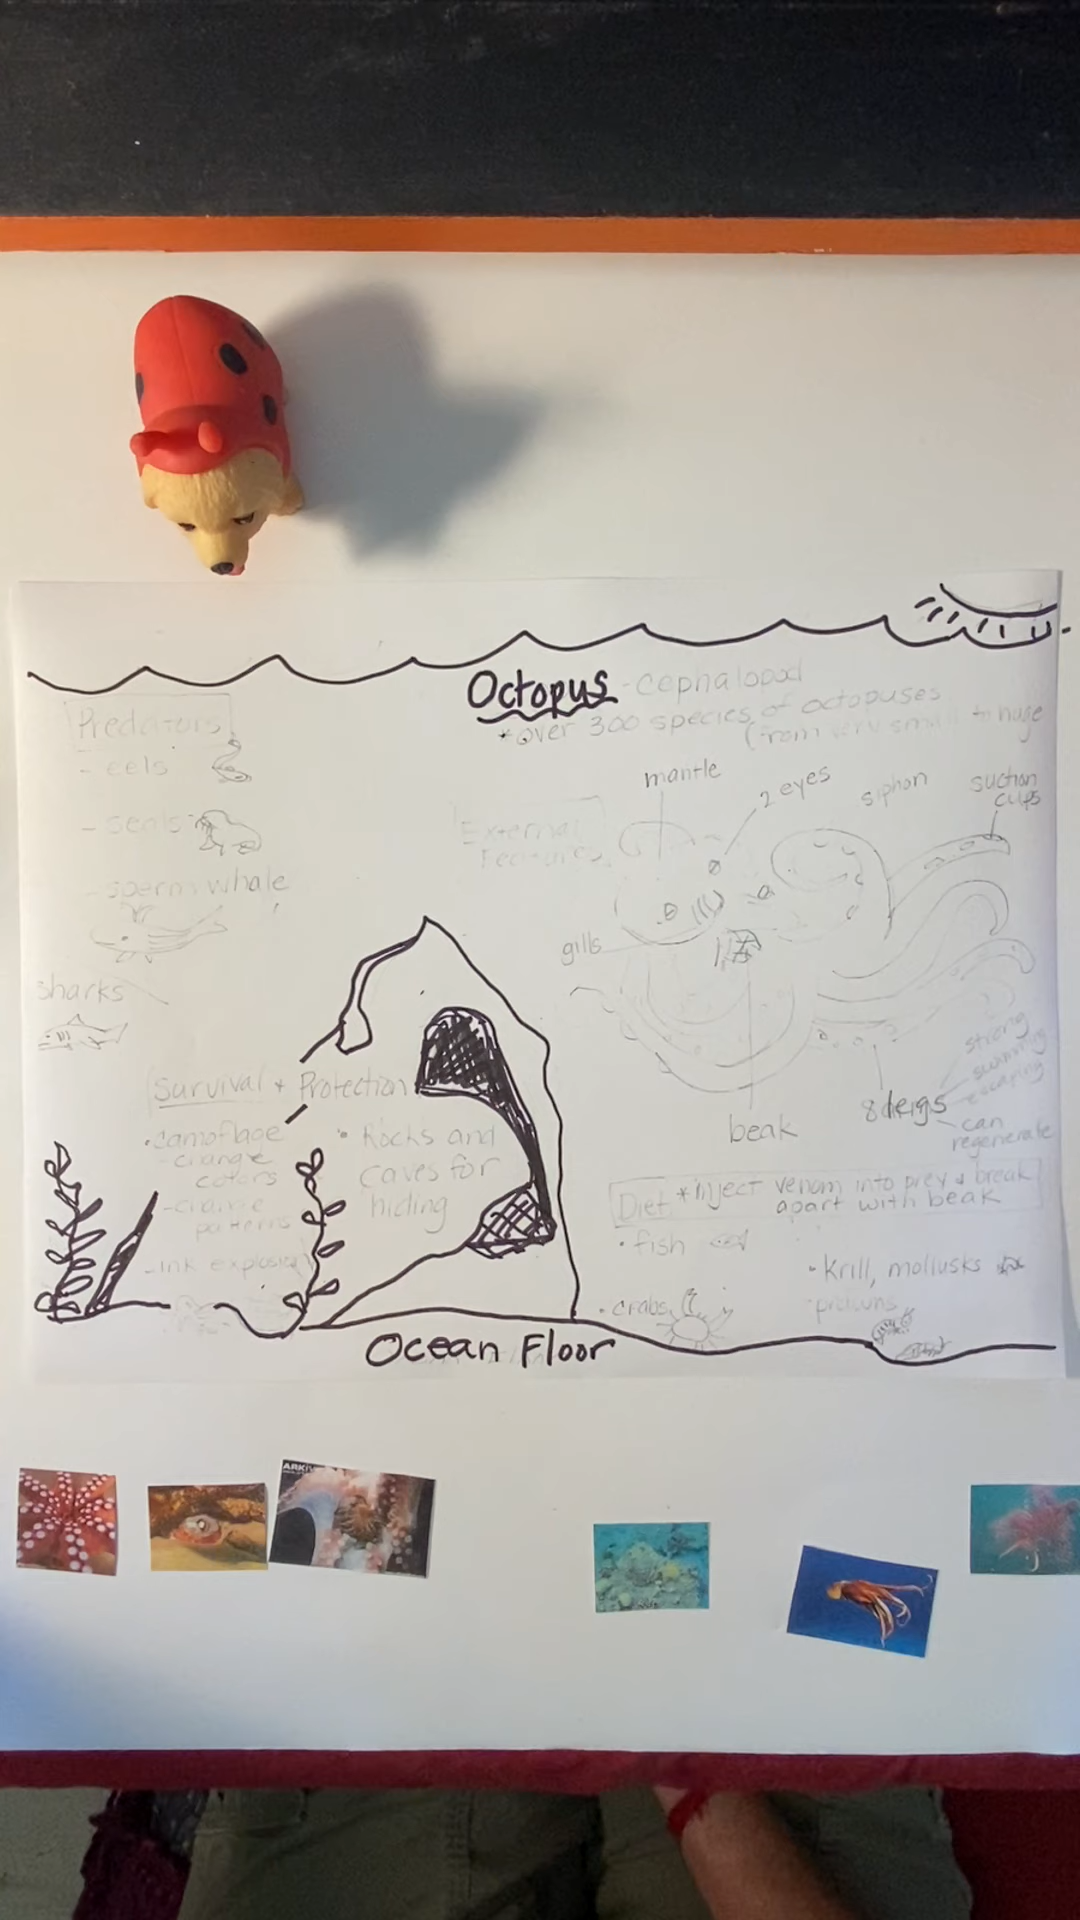 Octopus - cephalopod
*over 300 species of octopuses
(from very small to huge
Predators
- eels
- seals
- sperm whale
sharks
External
Features
mantle
2 eyes
siphon
suction
cups
gills
beak
8 legs
strong
swimming
escaping
can
regenerate
Survival + Protection
• camoflage
- change
colors
- change
patterns
- ink explosion
• Rocks and
caves for
hiding
Diet *inject venom into prey & break
apart with beak
• fish
• crabs
• Krill, mollusks
• prawns
Ocean Floor